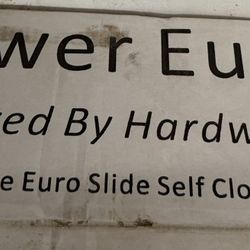 wer Eu
ed By Hardw
e Euro Slide Self Clo